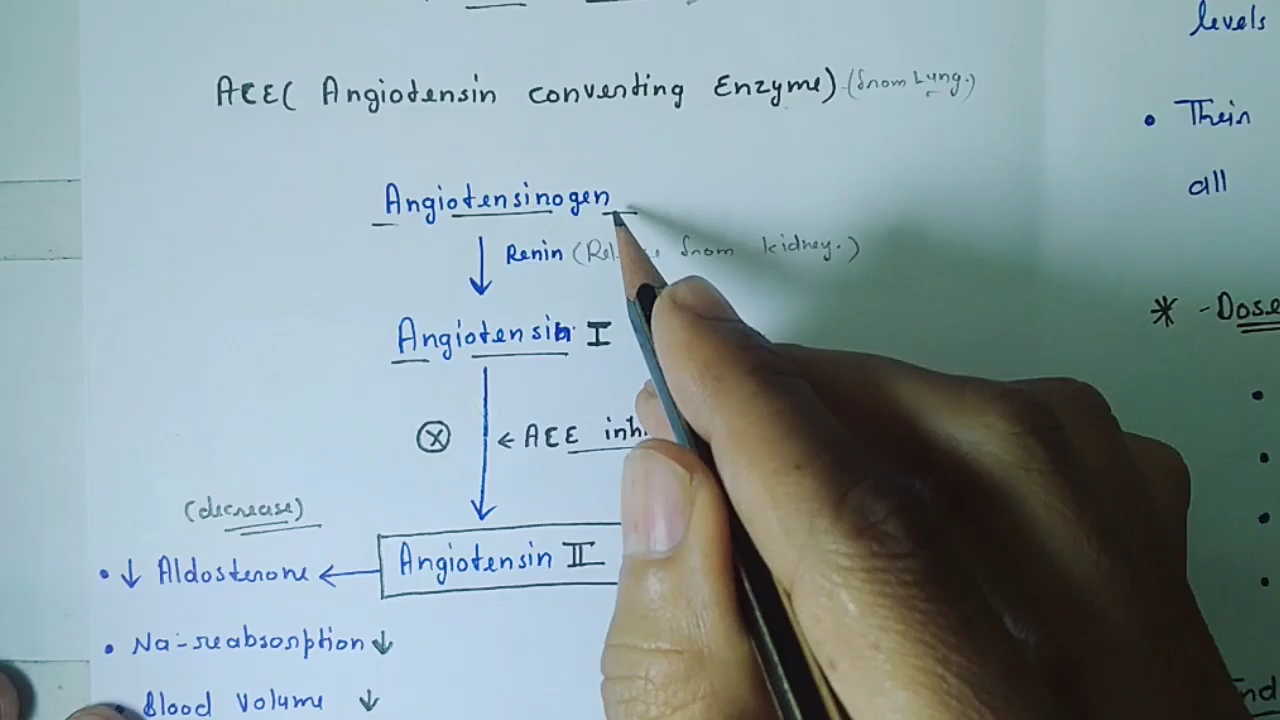 ACE( Angiotensin converting Enzyme) (from Lung.)
Angiotensinogen
Renin ( from kidney.)
Angiotensin I
← ACE
(decrease)
• ↓ Aldosterone ← Angiotensin II
• Na-reabsorption ↓
• Blood Volume ↓
levels
• Their
all
* - Dose